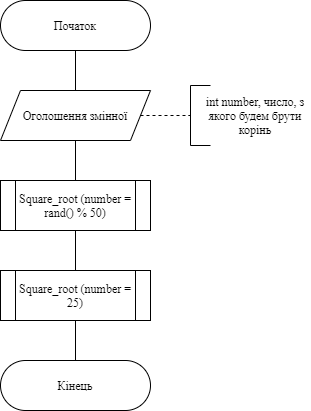 Початок
Оголошення змінної
int number, число, з
якого будем брути
корінь
Square_root (number =
rand() % 50)
Square_root (number =
25)
Кінець